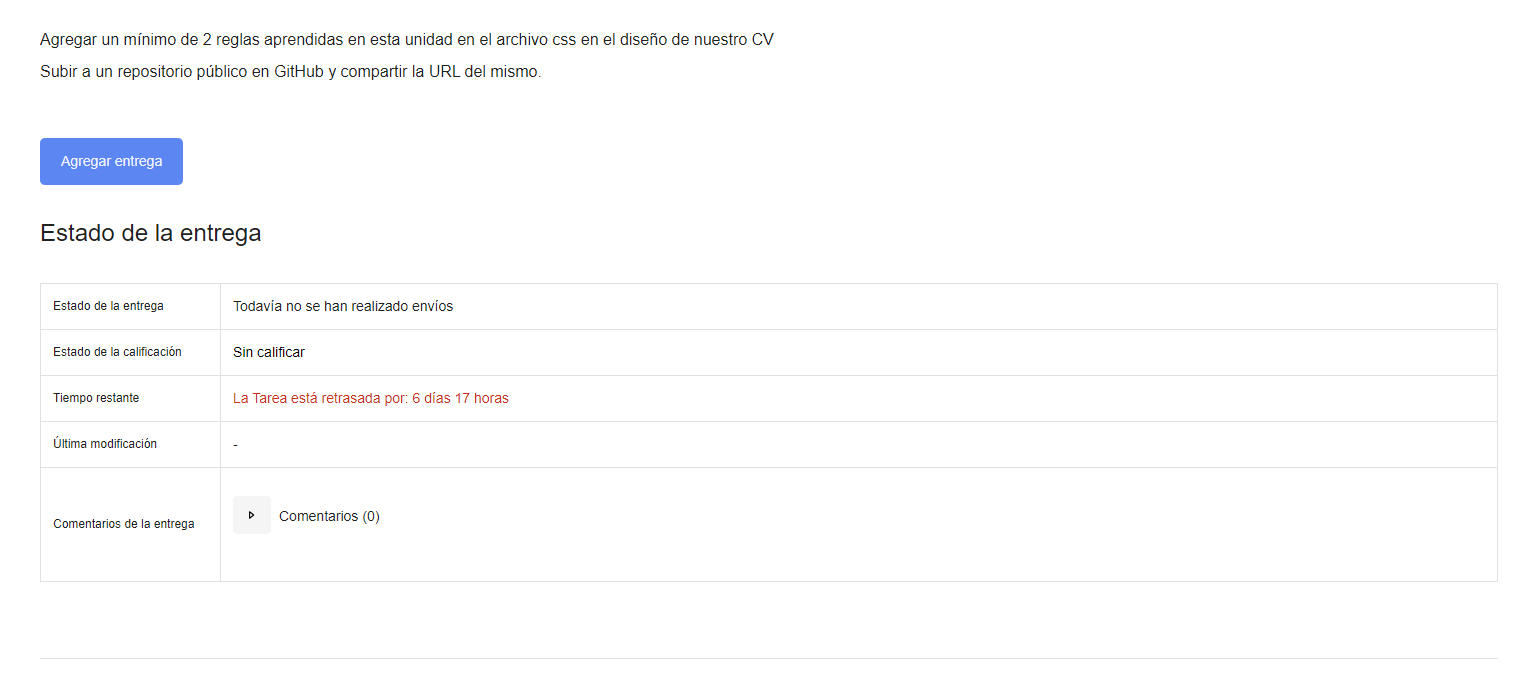 Agregar un mínimo de 2 reglas aprendidas en esta unidad en el archivo css en el diseño de nuestro CV
Subir a un repositorio público en GitHub y compartir la URL del mismo.
Agregar entrega
Estado de la entrega
Estado de la entrega Todavía no se han realizado envíos
Estado de la calificación Sin calificar
Tiempo restante La Tarea está retrasada por: 6 días 17 horas
Última modificación -
Comentarios de la entrega Comentarios (0)